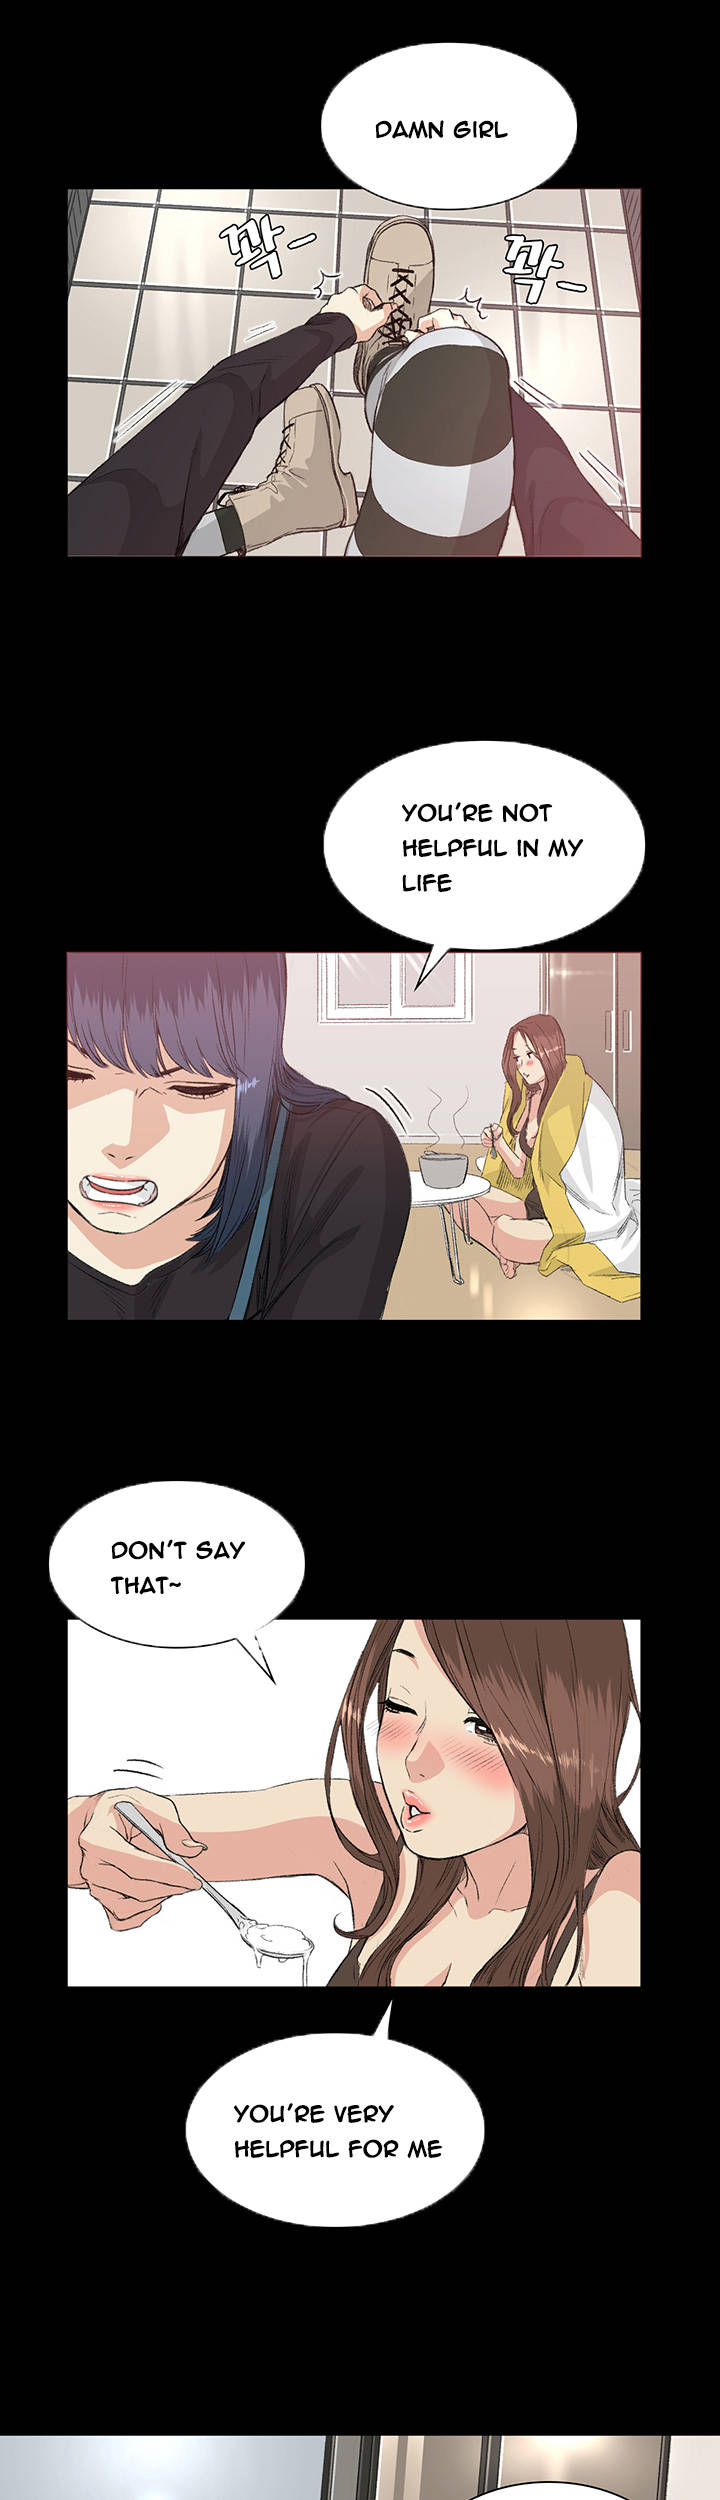 DAMN GIRL
꽉-
꽉-
YOU'RE NOT
HELPFUL IN MY
LIFE
DON'T SAY
THAT~
YOU'RE VERY
HELPFUL FOR ME